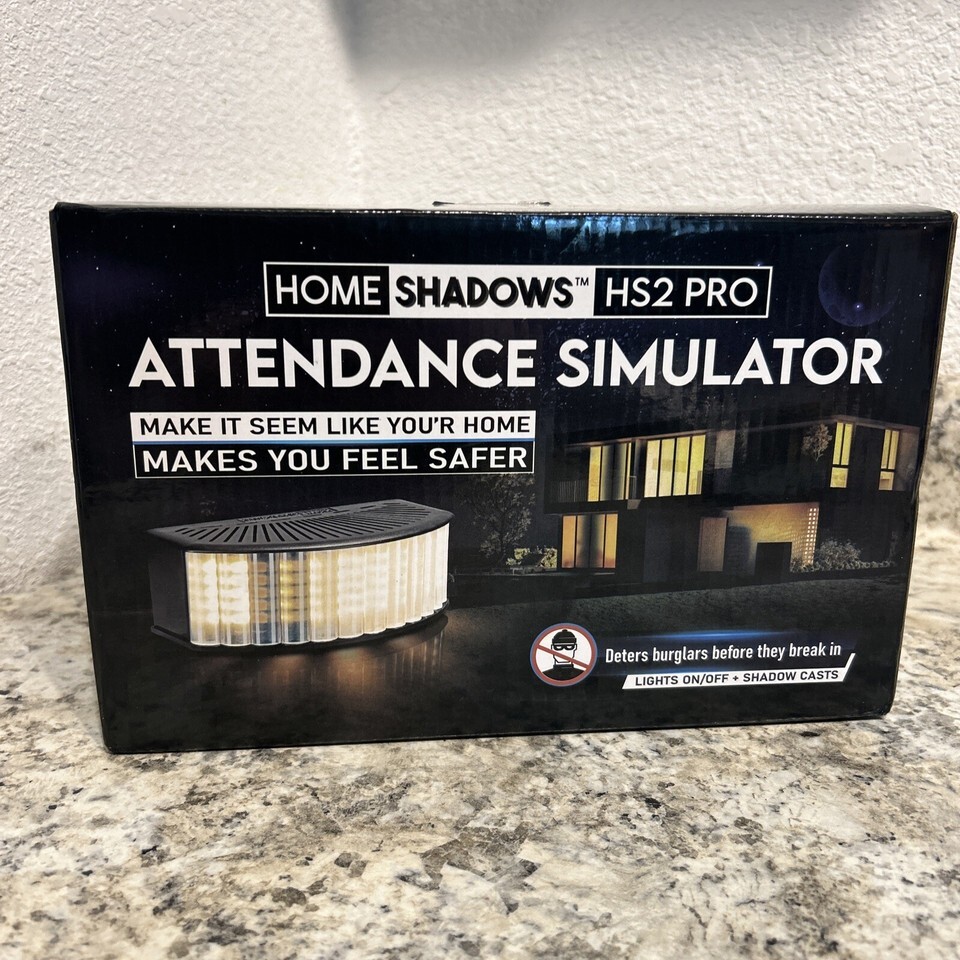 HOME SHADOWS™ HS2 PRO
ATTENDANCE SIMULATOR
MAKE IT SEEM LIKE YOU'R HOME
MAKES YOU FEEL SAFER
Deters burglars before they break in
LIGHTS ON/OFF + SHADOW CASTS